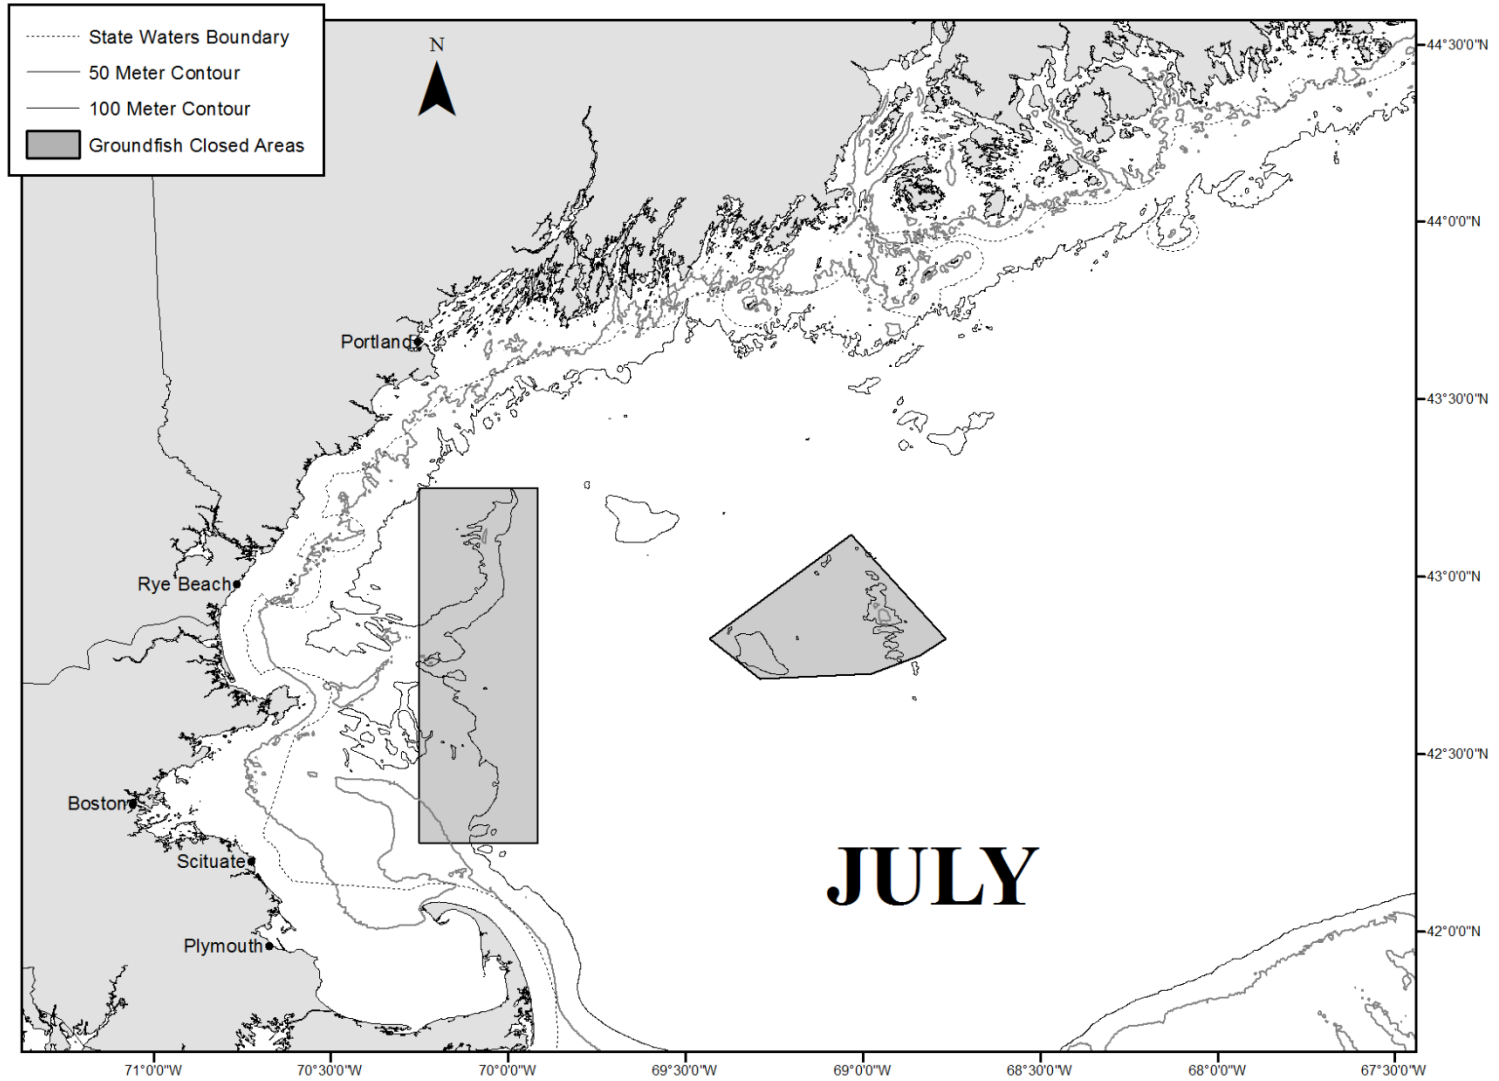 State Waters Boundary
50 Meter Contour
100 Meter Contour
Groundfish Closed Areas
N
44°30'0"N
44°0'0"N
Portland
43°30'0"N
Rye Beach
43°0'0"N
42°30'0"N
Boston
Scituate
JULY
Plymouth
42°0'0"N
71°0'0"W
70°30'0"W
70°0'0"W
69°30'0"W
69°0'0"W
68°30'0"W
68°0'0"W
67°30'0"W